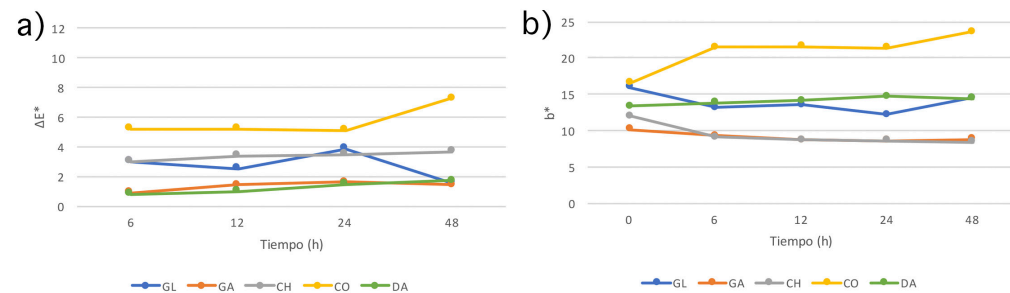 a)
12
10
8
6
4
2
0
ΔE*
6 12 24 48
Tiempo (h)
GL GA CH CO DA
b)
25
20
15
10
5
0
b*
0 6 12 24 48
Tiempo (h)
GL GA CH CO DA